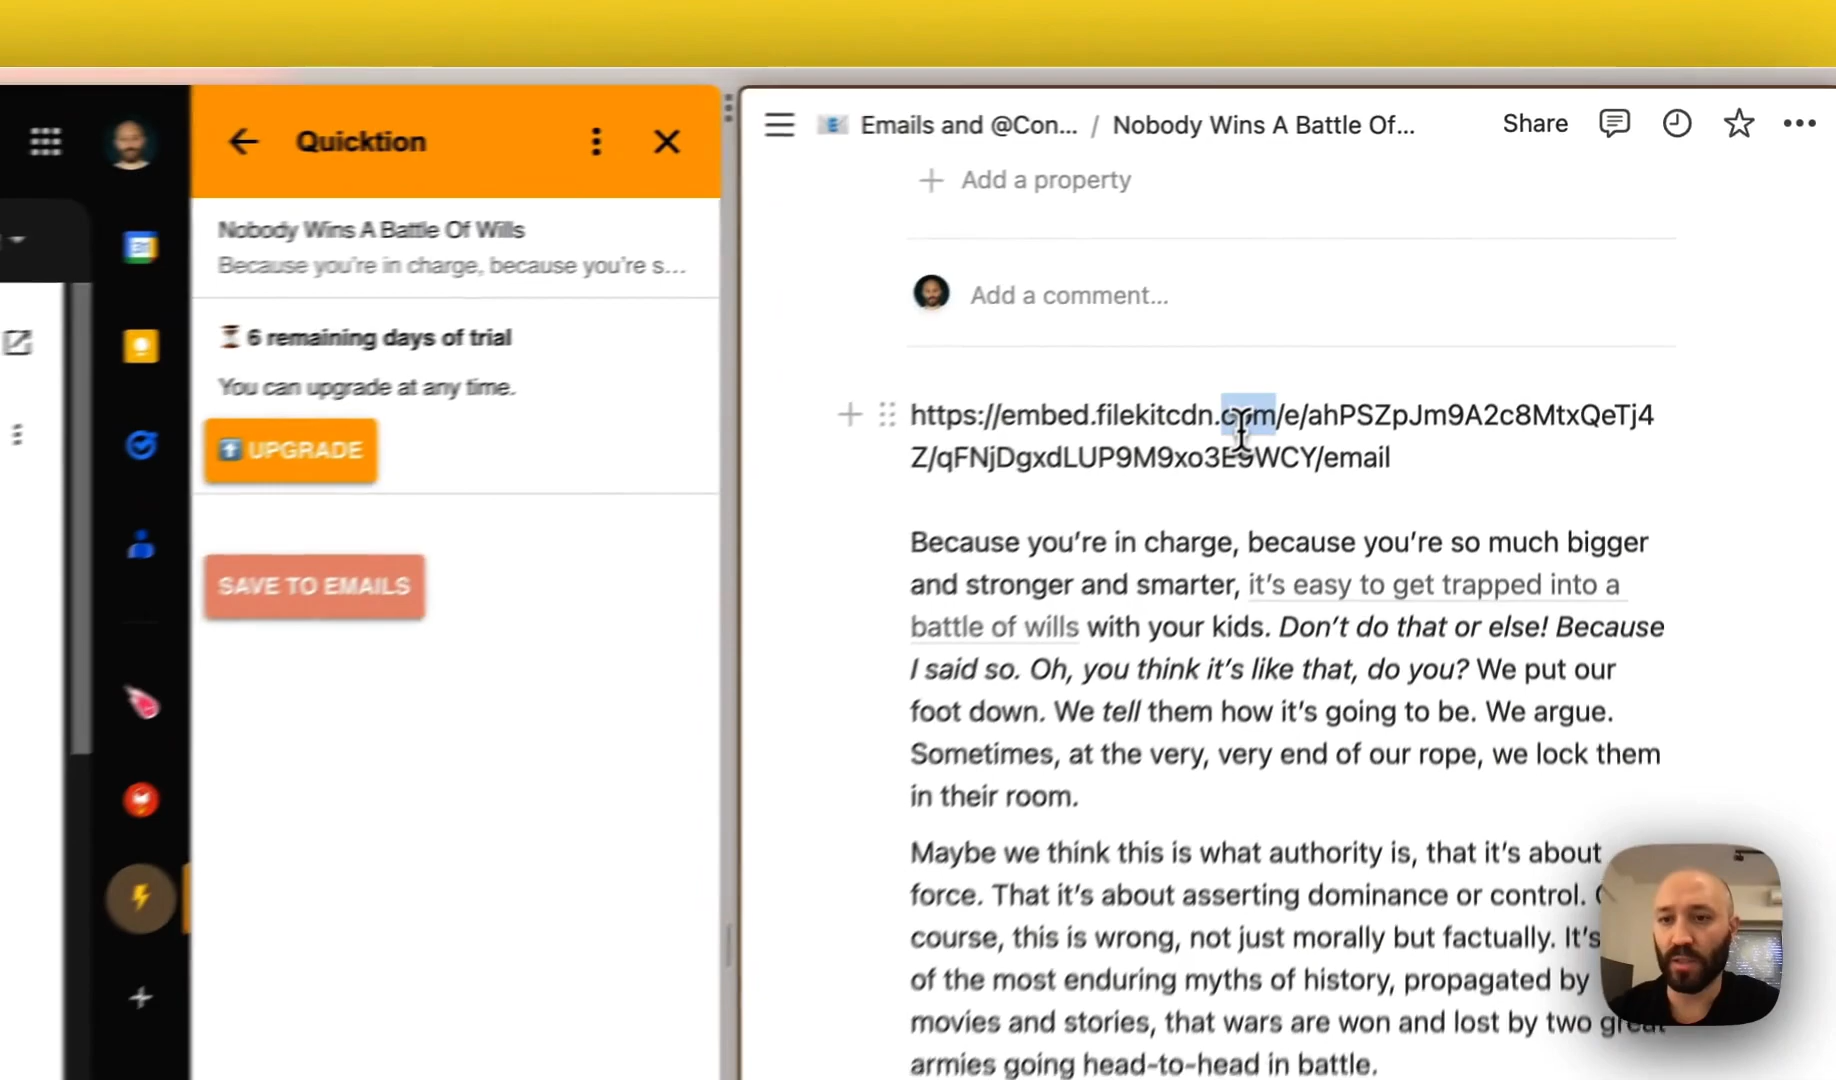 Quicktion
Nobody Wins A Battle Of Wills
Because you're in charge, because you're s...
6 remaining days of trial
You can upgrade at any time.
UPGRADE
SAVE TO EMAILS
Emails and @Con... / Nobody Wins A Battle Of...
Share
Add a property
Add a comment...
https://embed.filekitcdn.com/e/ahPSZpJm9A2c8MtxQeTj4
Z/qFNjDgxdLUP9M9xo3E9WCY/email
Because you're in charge, because you're so much bigger
and stronger and smarter, it's easy to get trapped into a
battle of wills with your kids. Don't do that or else! Because
I said so. Oh, you think it's like that, do you? We put our
foot down. We tell them how it's going to be. We argue.
Sometimes, at the very, very end of our rope, we lock them
in their room.
Maybe we think this is what authority is, that it's about
force. That it's about asserting dominance or control.
course, this is wrong, not just morally but factually. It's
of the most enduring myths of history, propagated by
movies and stories, that wars are won and lost by two great
armies going head-to-head in battle.